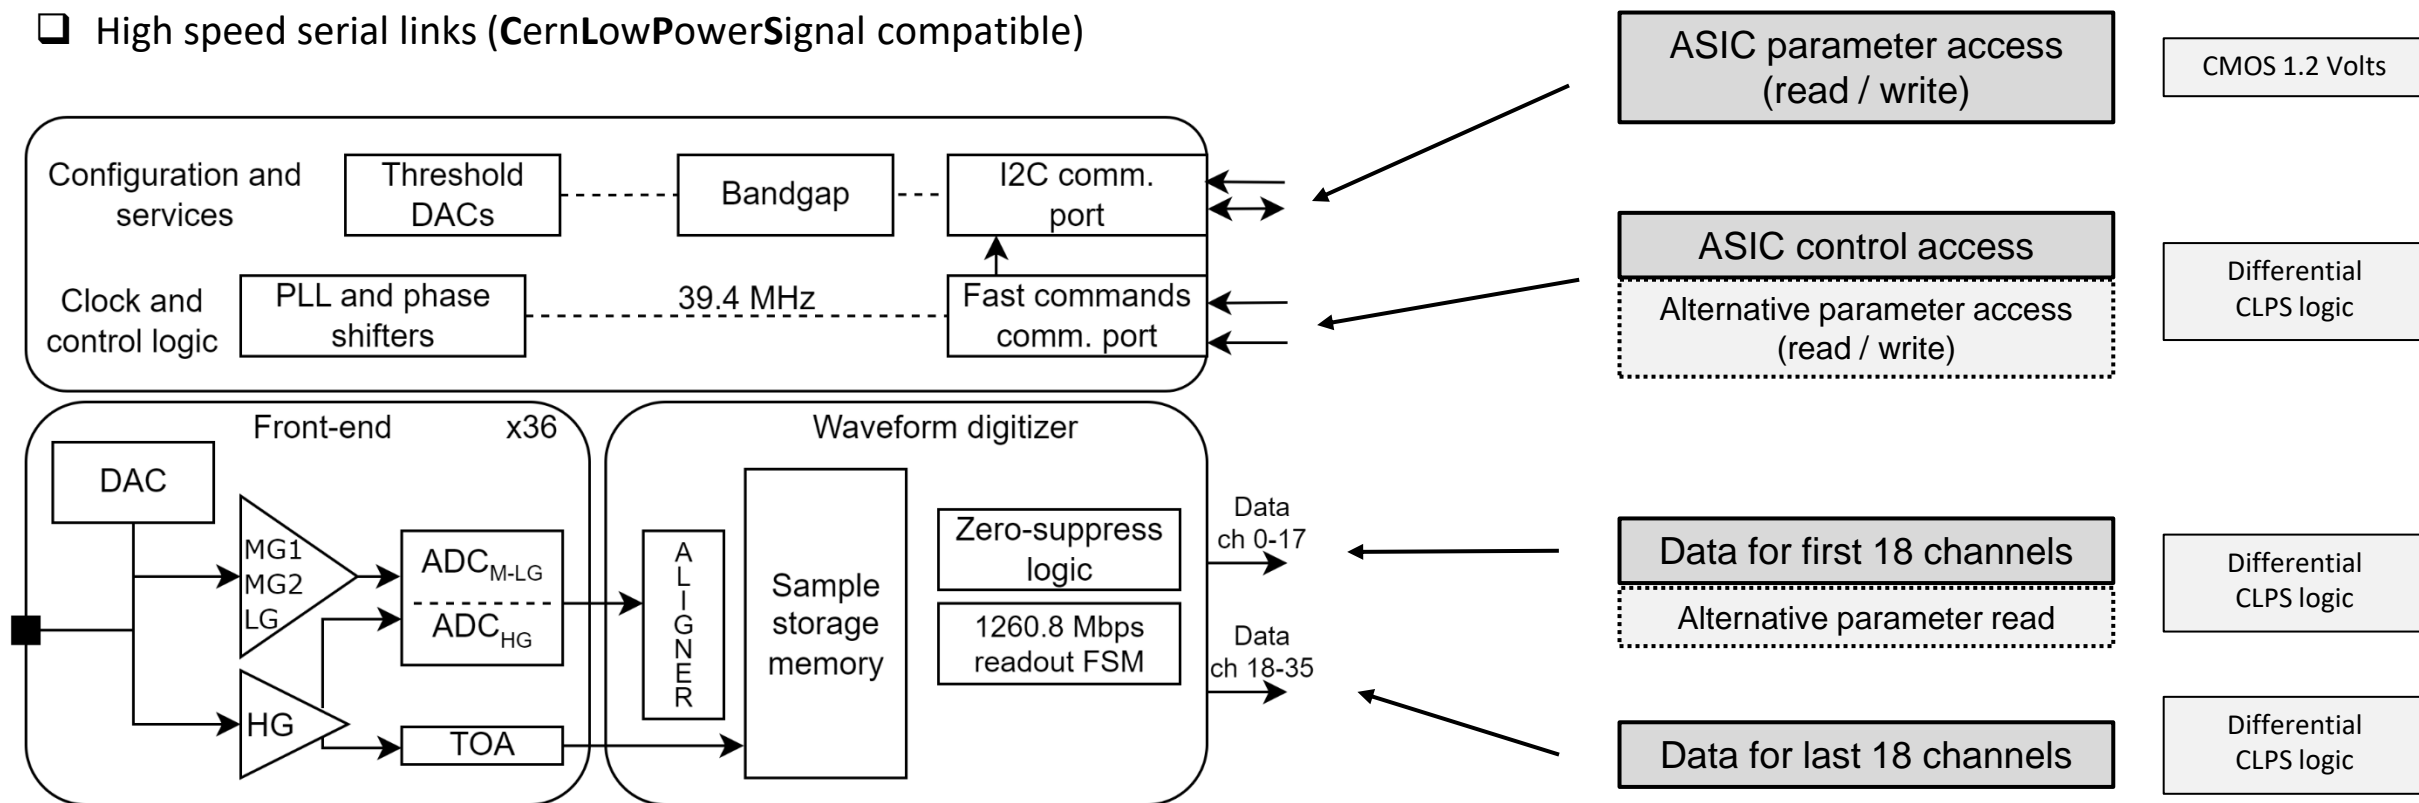 ❑ High speed serial links (CernLowPowerSignal compatible)
ASIC parameter access
(read / write)
CMOS 1.2 Volts
Configuration and
services
Threshold
DACs
Bandgap
I2C comm.
port
ASIC control access
Alternative parameter access
(read / write)
Differential
CLPS logic
Clock and
control logic
PLL and phase
shifters
39.4 MHz
Fast commands
comm. port
Front-end
x36
DAC
MG1
MG2
LG
HG
ADC M-LG
ADC HG
TOA
Waveform digitizer
ALIGNER
Sample
storage
memory
Zero-suppress
logic
1260.8 Mbps
readout FSM
Data
ch 0-17
Data
ch 18-35
Data for first 18 channels
Alternative parameter read
Differential
CLPS logic
Data for last 18 channels
Differential
CLPS logic